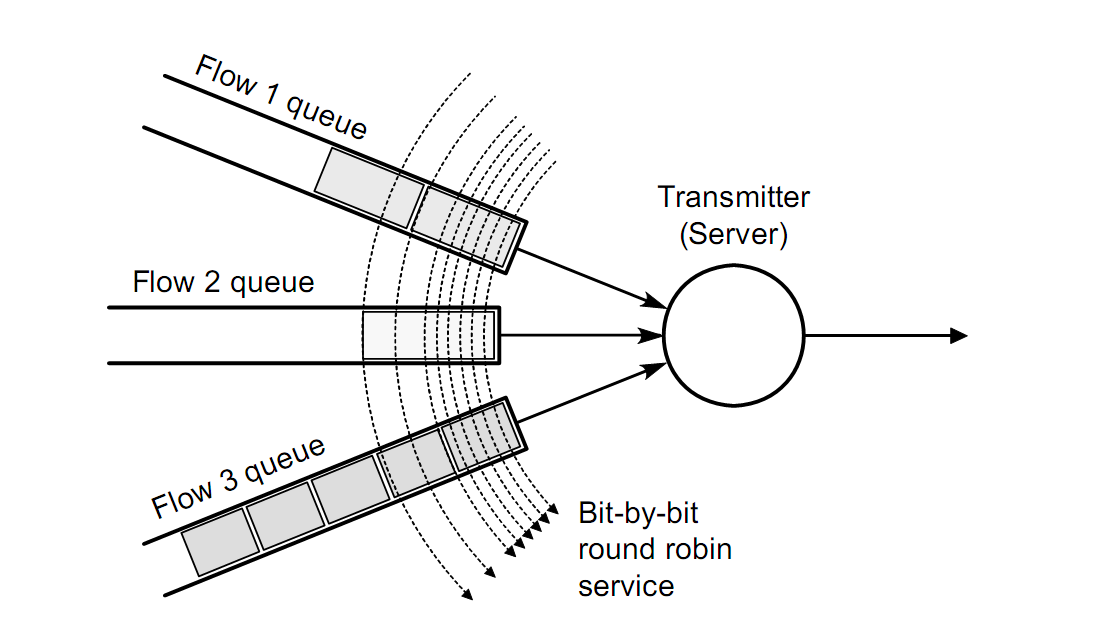 Flow 1 queue
Transmitter
(Server)
Flow 2 queue
Flow 3 queue
Bit-by-bit
round robin
service